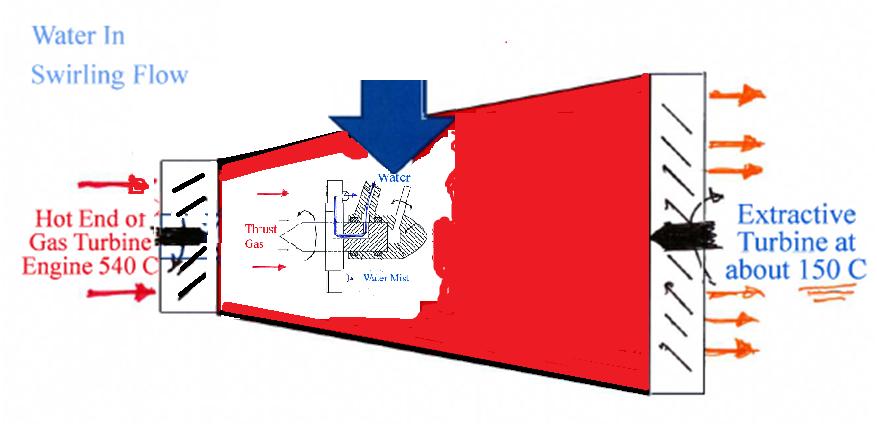 Water In
Swirling Flow
Water
Thrust
Gas
Water Mist
Hot End of
Gas Turbine
Engine 540 C
Extractive
Turbine at
about 150 C